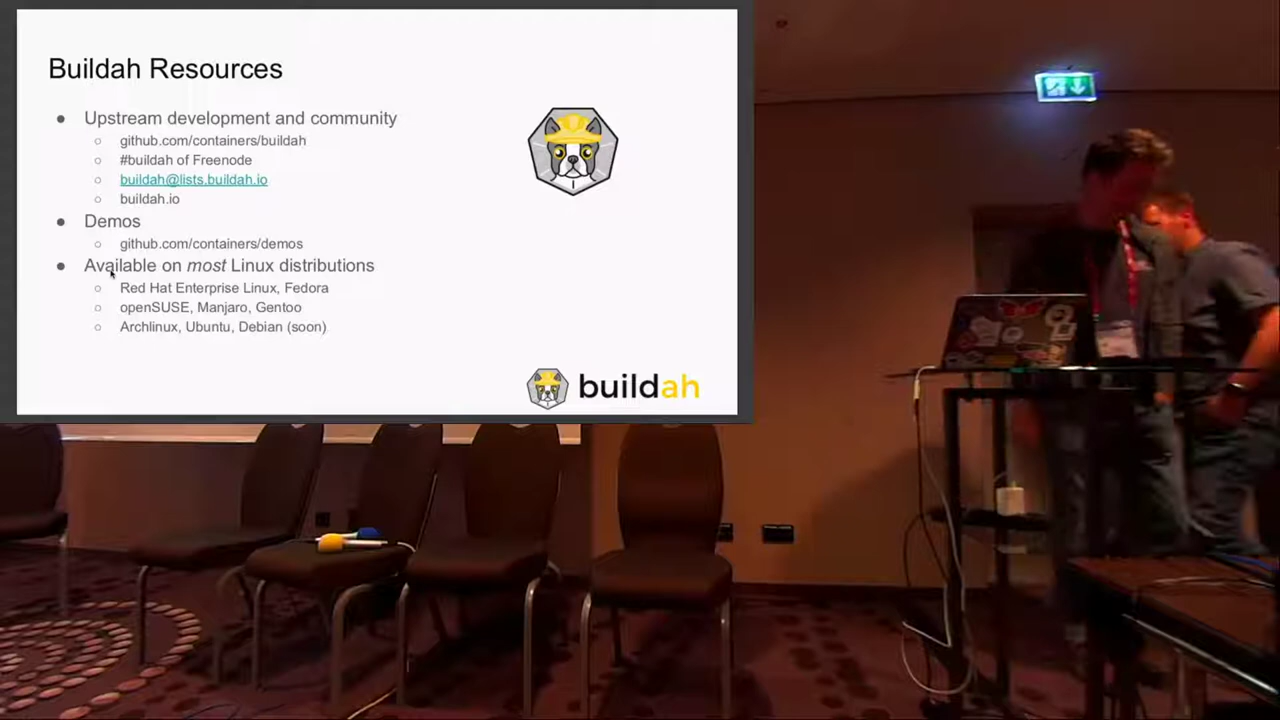 Buildah Resources
Upstream development and community
github.com/containers/buildah
#buildah of Freenode
buildah@lists.buildah.io
buildah.io
Demos
github.com/containers/demos
Available on most Linux distributions
Red Hat Enterprise Linux, Fedora
openSUSE, Manjaro, Gentoo
Archlinux, Ubuntu, Debian (soon)
buildah